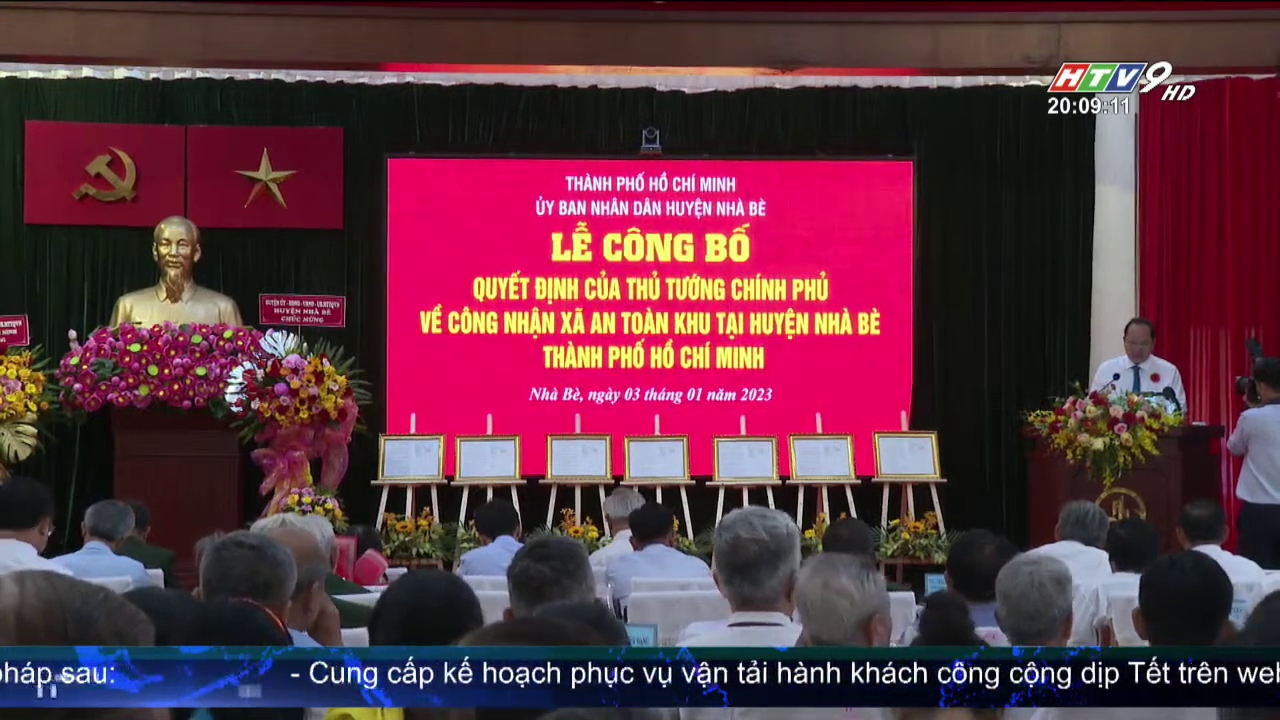 HTV9 HD
20:09:11
THÀNH PHỐ HỒ CHÍ MINH
ỦY BAN NHÂN DÂN HUYỆN NHÀ BÈ
LỄ CÔNG BỐ
QUYẾT ĐỊNH CỦA THỦ TƯỚNG CHÍNH PHỦ
VỀ CÔNG NHẬN XÃ AN TOÀN KHU TẠI HUYỆN NHÀ BÈ
THÀNH PHỐ HỒ CHÍ MINH
Nhà Bè, ngày 03 tháng 01 năm 2023
HUYỆN NHÀ BÈ
CHÚC MỪNG
pháp sau: - Cung cấp kế hoạch phục vụ vận tải hành khách công cộng dịp Tết trên web